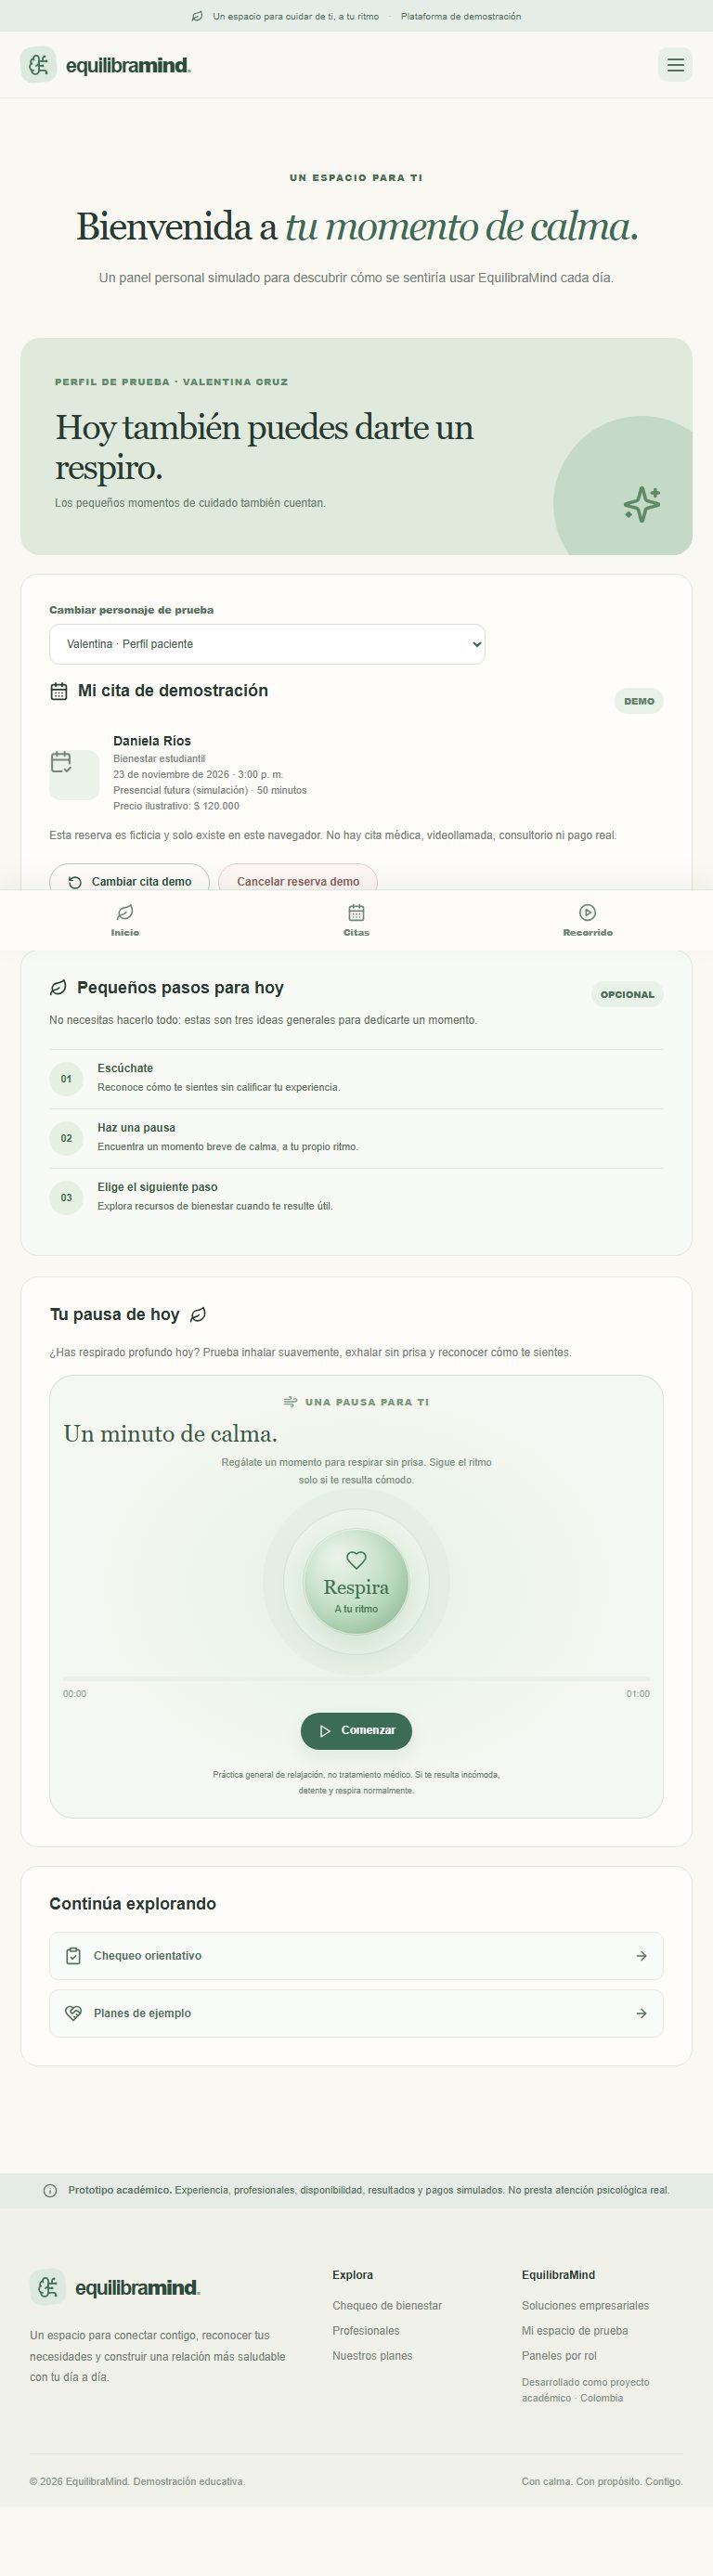 Un espacio para cuidar de ti, a tu ritmo · Plataforma de demostración
equilibramind.
UN ESPACIO PARA TI
Bienvenida a tu momento de calma.
Un panel personal simulado para descubrir cómo se sentiría usar EquilibraMind cada día.
PERFIL DE PRUEBA · VALENTINA CRUZ
Hoy también puedes darte un
respiro.
Los pequeños momentos de cuidado también cuentan.
Cambiar personaje de prueba
Valentina · Perfil paciente
Mi cita de demostración
DEMO
Daniela Ríos
Bienestar estudiantil
23 de noviembre de 2026 · 3:00 p. m.
Presencial futura (simulación) · 50 minutos
Precio ilustrativo: $ 120.000
Esta reserva es ficticia y solo existe en este navegador. No hay cita médica, videollamada, consultorio ni pago real.
Cambiar cita demo
Cancelar reserva demo
Inicio
Citas
Recorrido
Pequeños pasos para hoy
OPCIONAL
No necesitas hacerlo todo: estas son tres ideas generales para dedicarte un momento.
01
Escúchate
Reconoce cómo te sientes sin calificar tu experiencia.
02
Haz una pausa
Encuentra un momento breve de calma, a tu propio ritmo.
03
Elige el siguiente paso
Explora recursos de bienestar cuando te resulte útil.
Tu pausa de hoy
¿Has respirado profundo hoy? Prueba inhalar suavemente, exhalar sin prisa y reconocer cómo te sientes.
UNA PAUSA PARA TI
Un minuto de calma.
Regálate un momento para respirar sin prisa. Sigue el ritmo
solo si te resulta cómodo.
Respira
A tu ritmo
00:00
01:00
Comenzar
Práctica general de relajación, no tratamiento médico. Si te resulta incómoda,
detente y respira normalmente.
Continúa explorando
Chequeo orientativo
Planes de ejemplo
Prototipo académico. Experiencia, profesionales, disponibilidad, resultados y pagos simulados. No presta atención psicológica real.
equilibramind.
Un espacio para conectar contigo, reconocer tus
necesidades y construir una relación más saludable
con tu día a día.
Explora
Chequeo de bienestar
Profesionales
Nuestros planes
EquilibraMind
Soluciones empresariales
Mi espacio de prueba
Paneles por rol
Desarrollado como proyecto
académico · Colombia
© 2026 EquilibraMind. Demostración educativa.
Con calma. Con propósito. Contigo.